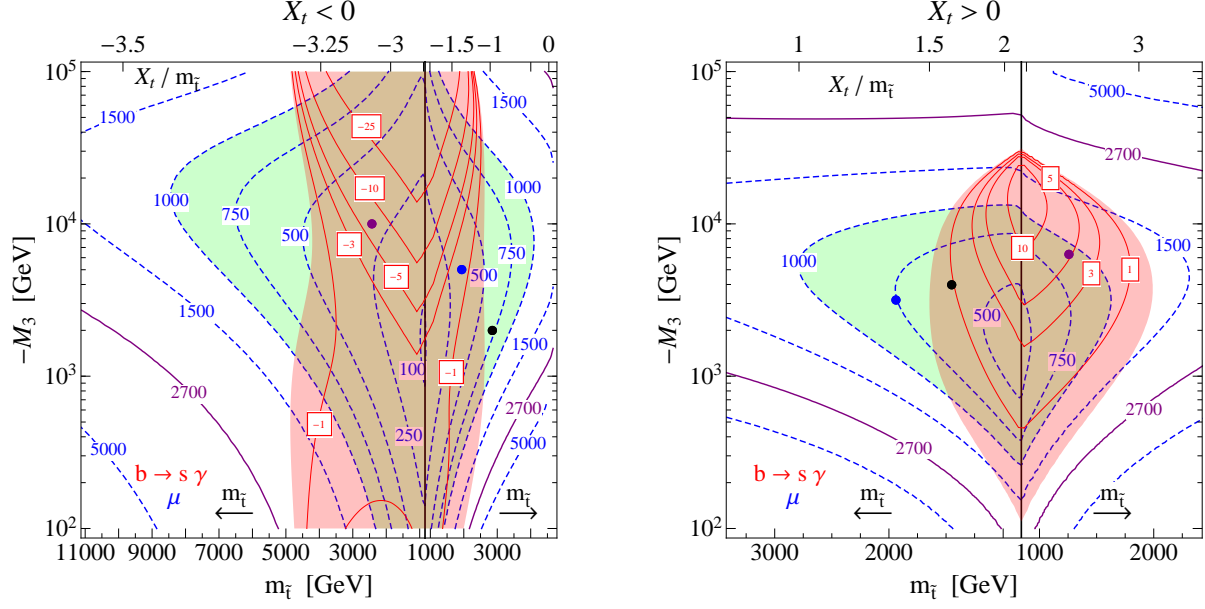 X_t < 0
−3.5 −3.25 −3 −1.5 −1 0
X_t / m_t̃
10^5
10^4
10^3
10^2
−M_3 [GeV]
1500
1500
1000
1000
750
750
500
500
1500
1500
100
250
2700
2700
5000
5000
−25
−10
−3
−5
−1
−1
b → s γ
μ
m_t̃
m_t̃
11000 9000 7000 5000 3000 1000 3000
m_t̃ [GeV]
X_t > 0
1 1.5 2 3
X_t / m_t̃
10^5
10^4
10^3
10^2
−M_3 [GeV]
5000
2700
1500
1000
500
750
2700
2700
5
10
3
1
b → s γ
μ
m_t̃
m_t̃
3000 2000 1000 2000
m_t̃ [GeV]